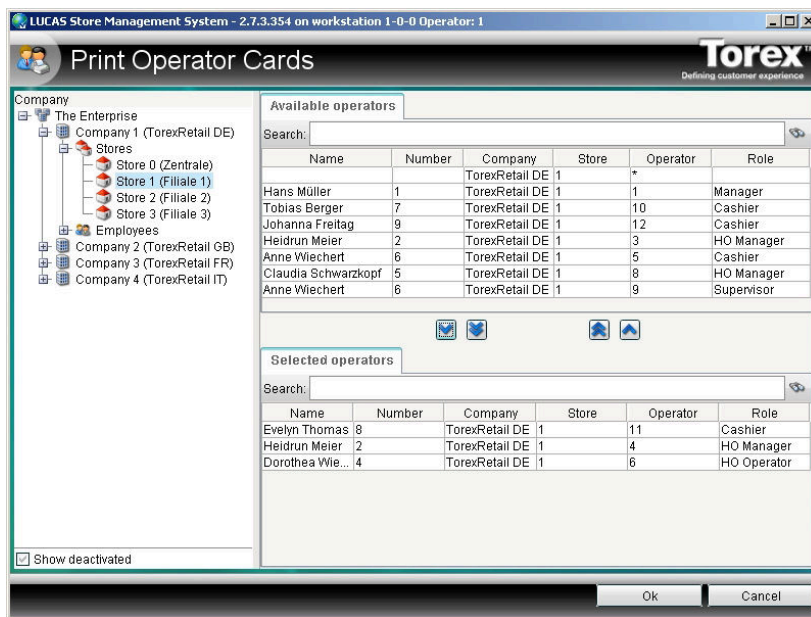 LUCAS Store Management System - 2.7.3.354 on workstation 1-0-0 Operator: 1
Print Operator Cards
Torex
Defining customer experience
Company
The Enterprise
Company 1 (TorexRetail DE)
Stores
Store 0 (Zentrale)
Store 1 (Filiale 1)
Store 2 (Filiale 2)
Store 3 (Filiale 3)
Employees
Company 2 (TorexRetail GB)
Company 3 (TorexRetail FR)
Company 4 (TorexRetail IT)
Show deactivated
Available operators
Search:
Name Number Company Store Operator Role
TorexRetail DE 1 *
Hans Müller 1 TorexRetail DE 1 1 Manager
Tobias Berger 7 TorexRetail DE 1 10 Cashier
Johanna Freitag 9 TorexRetail DE 1 12 Cashier
Heidrun Meier 2 TorexRetail DE 1 3 HO Manager
Anne Wiechert 6 TorexRetail DE 1 5 Cashier
Claudia Schwarzkopf 5 TorexRetail DE 1 8 HO Manager
Anne Wiechert 6 TorexRetail DE 1 9 Supervisor
Selected operators
Search:
Name Number Company Store Operator Role
Evelyn Thomas 8 TorexRetail DE 1 11 Cashier
Heidrun Meier 2 TorexRetail DE 1 4 HO Manager
Dorothea Wie... 4 TorexRetail DE 1 6 HO Operator
Ok Cancel